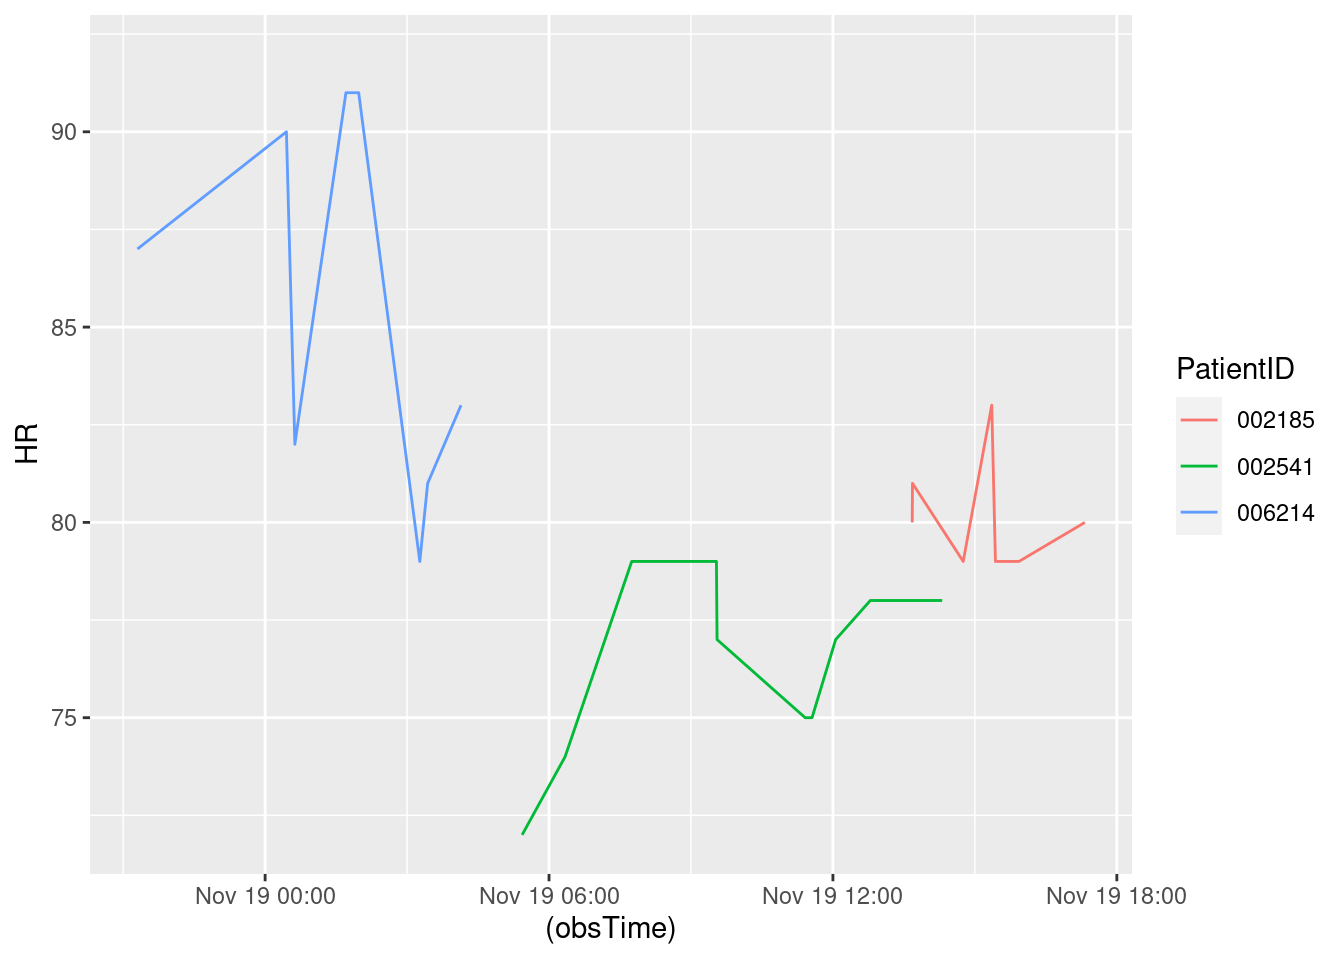 90
85
80
75
HR
Nov 19 00:00
Nov 19 06:00
Nov 19 12:00
Nov 19 18:00
(obsTime)
PatientID
002185
002541
006214